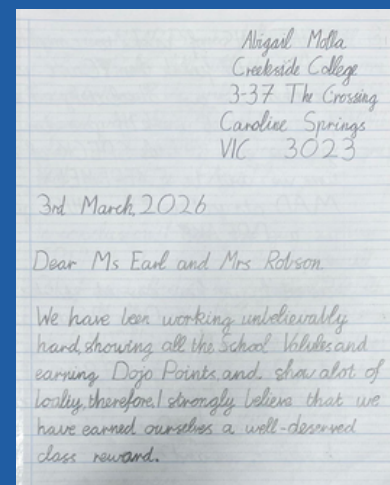 Abigail Molla
Creekside College
3-37 The Crossing
Caroline Springs
VIC 3023
3rd March, 2026
Dear Ms Earl and Mrs Robson
We have been working unbelievably
hard, showing all the School Values and
earning Dojo Points, and show alot of
loalty, therefore, I strongly believe that we
have earned ourselves a well-deserved
class reward.